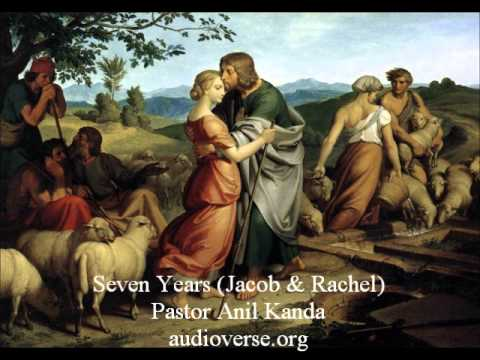 Seven Years (Jacob & Rachel)
Pastor Anil Kanda
audioverse.org